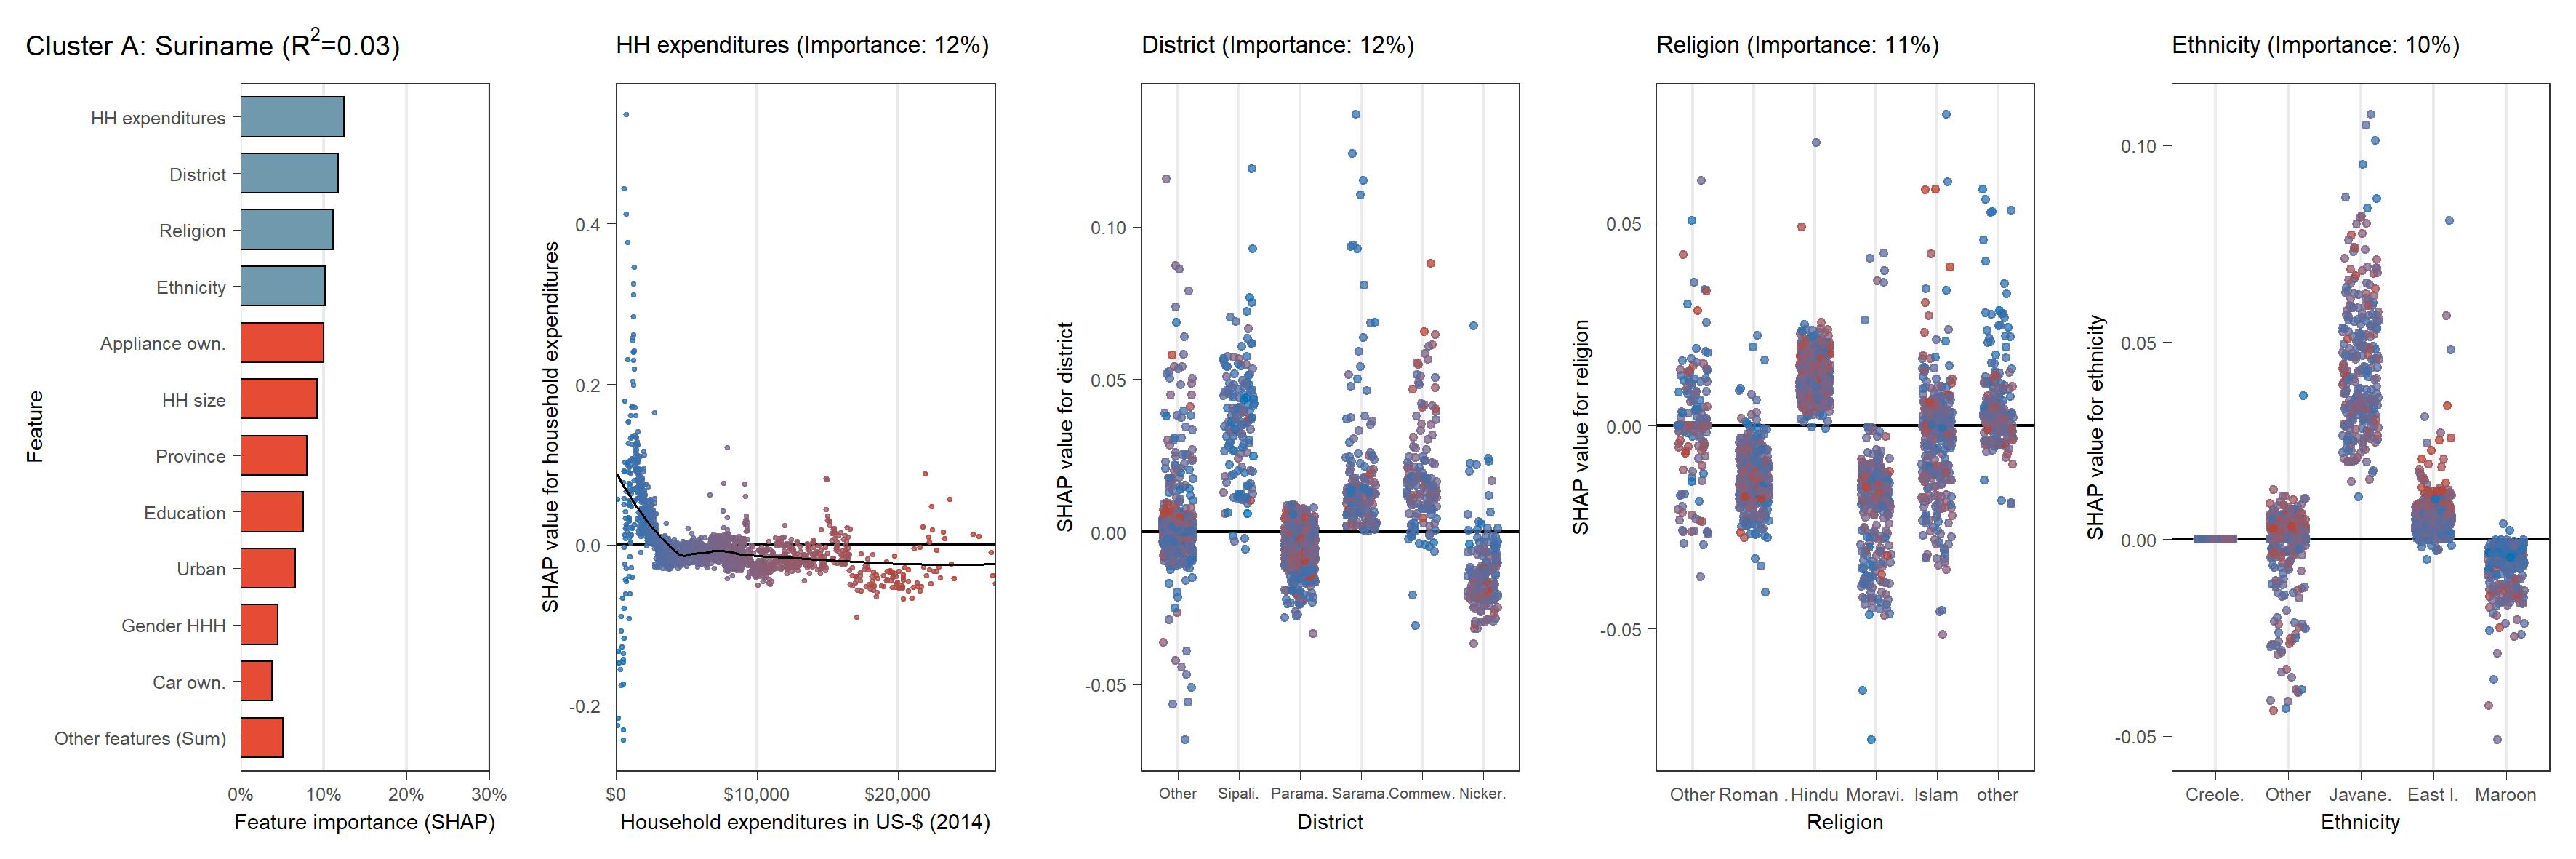 Cluster A: Suriname (R2=0.03)
HH expenditures
District
Religion
Ethnicity
Appliance own.
HH size
Province
Education
Urban
Gender HHH
Car own.
Other features (Sum)
Feature
0% 10% 20% 30%
Feature importance (SHAP)
HH expenditures (Importance: 12%)
SHAP value for household expenditures
0.4
0.2
0.0
-0.2
$0 $10,000 $20,000
Household expenditures in US-$ (2014)
District (Importance: 12%)
SHAP value for district
0.10
0.05
0.00
-0.05
Other Sipali. Parama. Sarama. Commew. Nicker.
District
Religion (Importance: 11%)
SHAP value for religion
0.05
0.00
-0.05
Other Roman . Hindu Moravi. Islam other
Religion
Ethnicity (Importance: 10%)
SHAP value for ethnicity
0.10
0.05
0.00
-0.05
Creole. Other Javane. East I. Maroon
Ethnicity